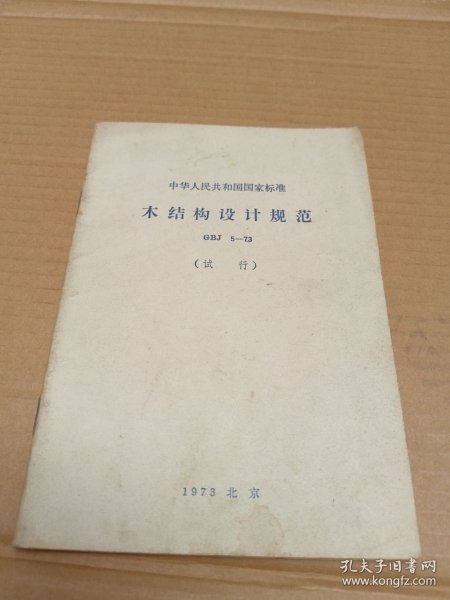 中华人民共和国国家标准
木结构设计规范
GBJ 5—73
(试 行)
1973 北京
孔夫子旧书网
www.kongfz.com